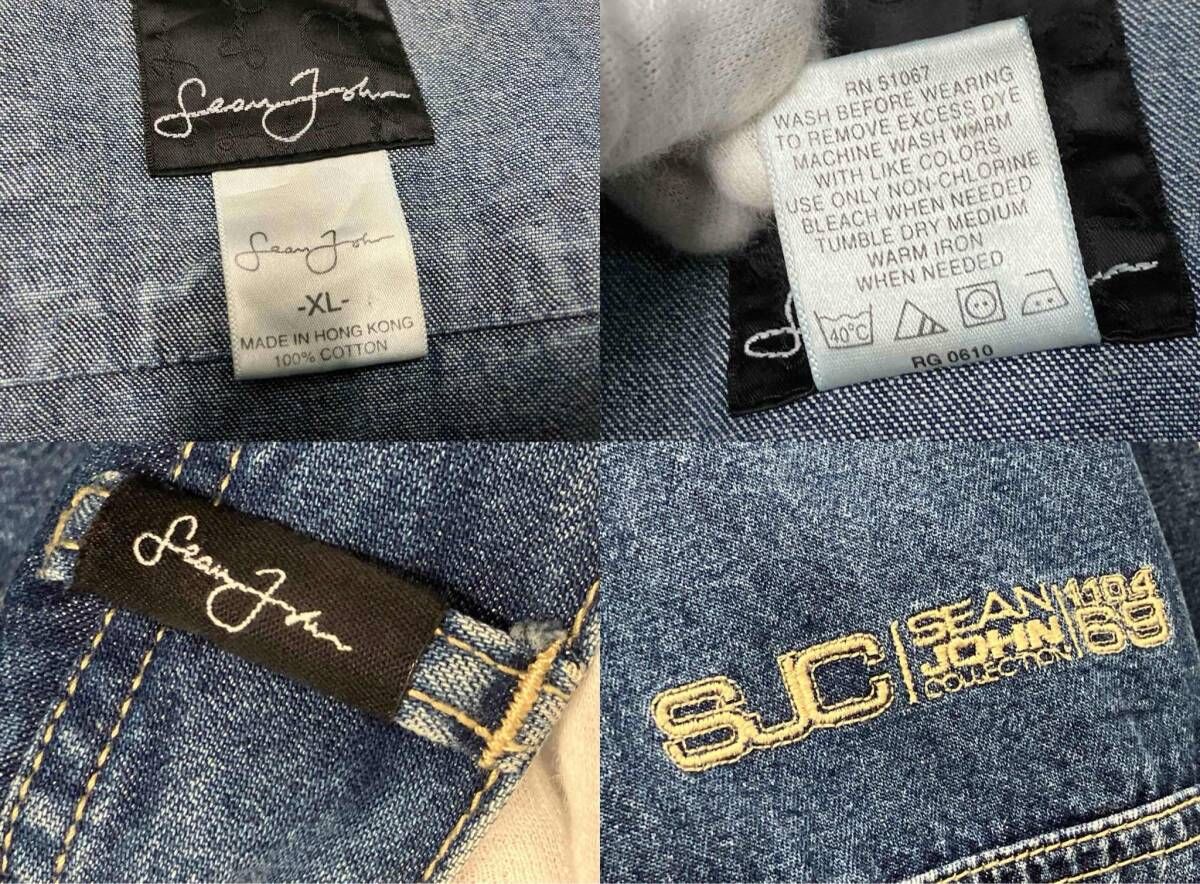 Sean John
Sean John
-XL-
MADE IN HONG KONG
100% COTTON
RN 51067
WASH BEFORE WEARING
TO REMOVE EXCESS DYE
MACHINE WASH WARM
WITH LIKE COLORS
USE ONLY NON-CHLORINE
BLEACH WHEN NEEDED
TUMBLE DRY MEDIUM
WARM IRON
WHEN NEEDED
40°C
RG 0610
Sean John
SJC
SEAN
JOHN
COLLECTION
1104
69